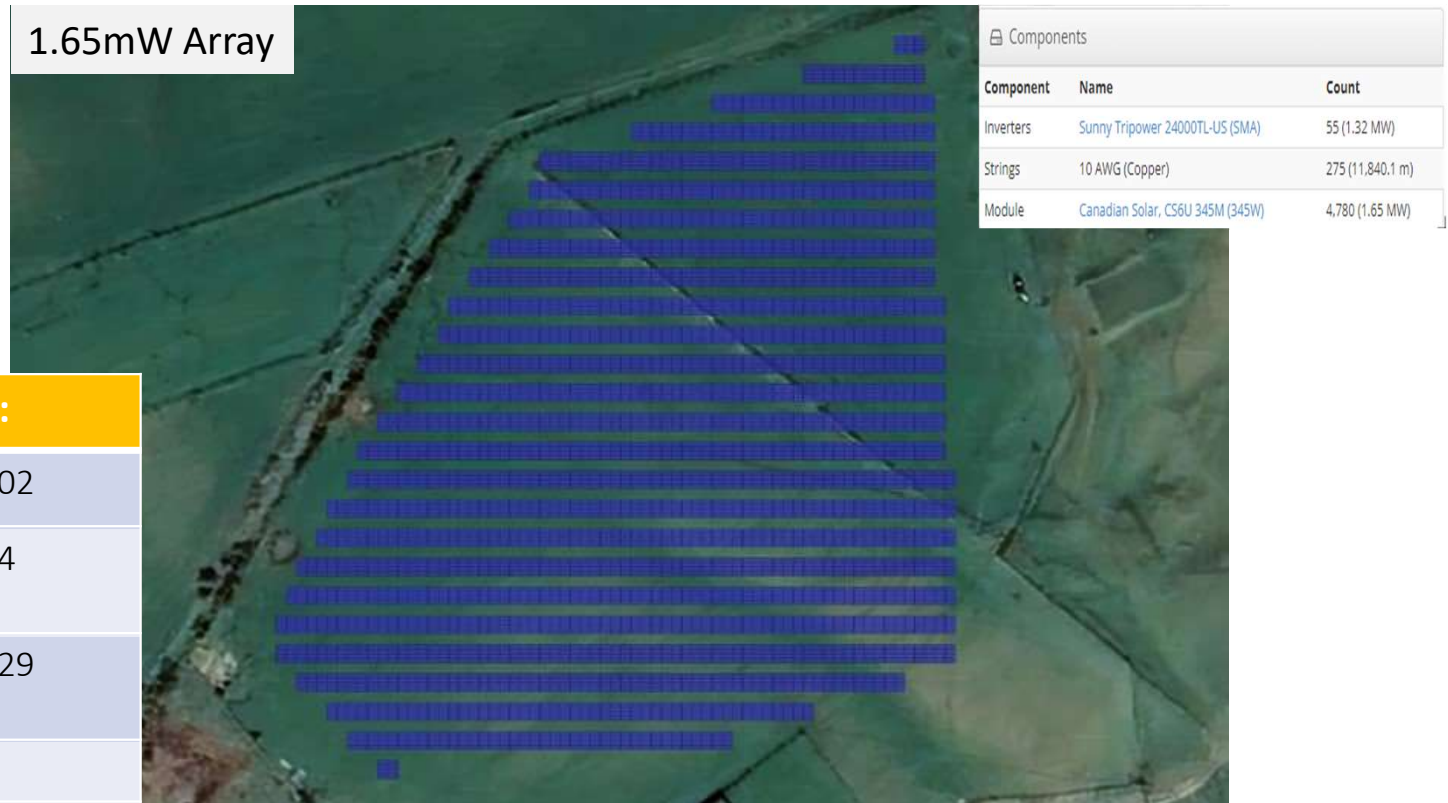 1.65mW Array
Components
Component Name Count
Inverters Sunny Tripower 24000TL-US (SMA) 55 (1.32 MW)
Strings 10 AWG (Copper) 275 (11,840.1 m)
Module Canadian Solar, CS6U 345M (345W) 4,780 (1.65 MW)
:
02
4
29